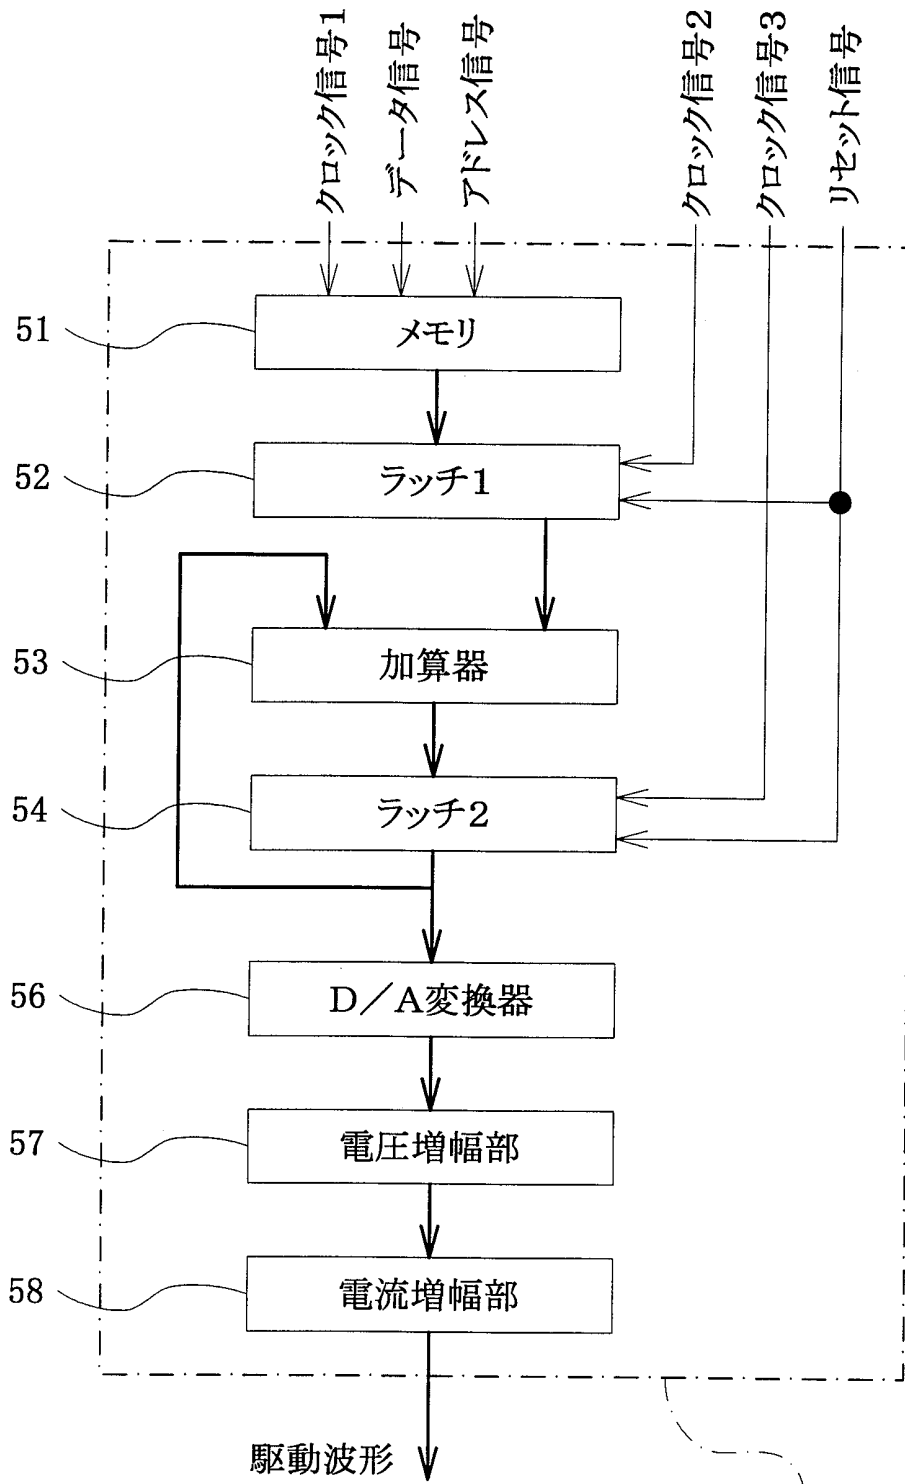 クロック信号1
データ信号
アドレス信号
クロック信号2
クロック信号3
リセット信号
51
メモリ
52
ラッチ1
53
加算器
54
ラッチ2
56
D/A変換器
57
電圧増幅部
58
電流増幅部
駆動波形